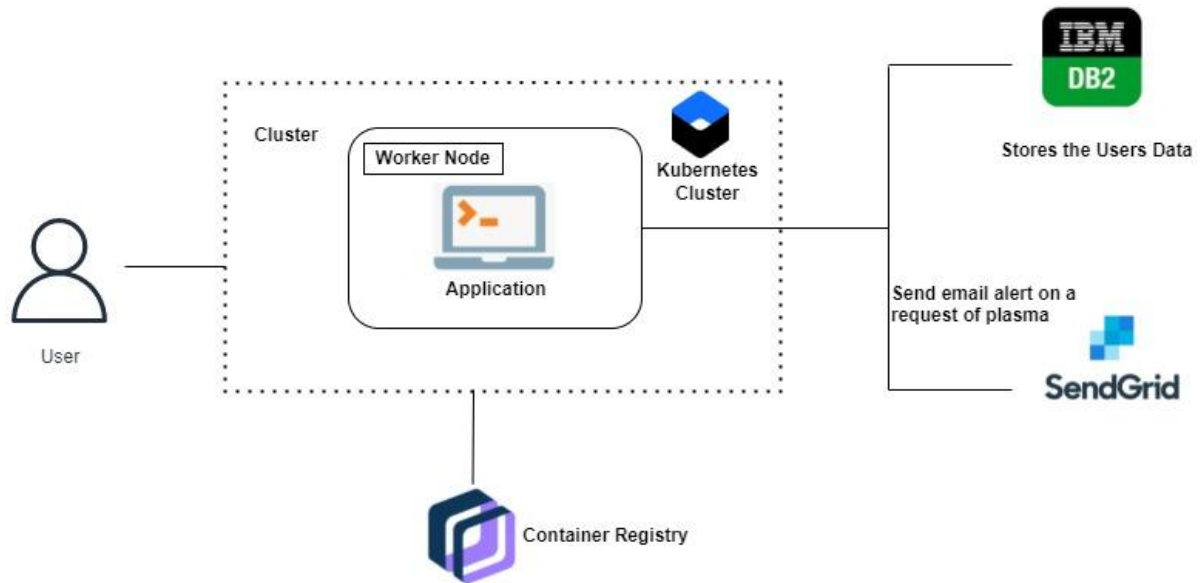 IBM
DB2
Cluster
Worker Node
Stores the Users Data
Kubernetes
Cluster
Application
Send email alert on a
request of plasma
User
SendGrid
Container Registry